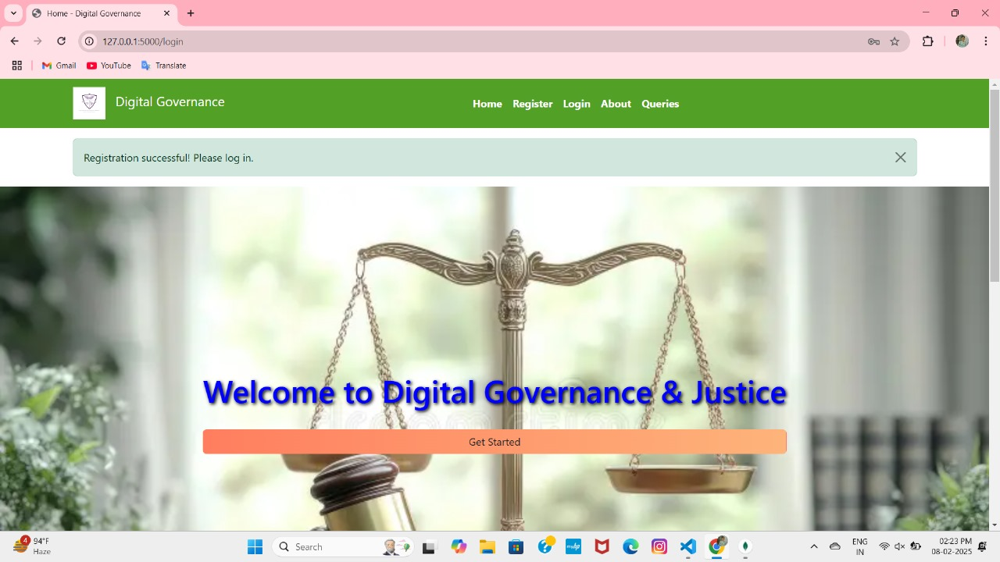 Home - Digital Governance
127.0.0.1:5000/login
Gmail YouTube Translate
Digital Governance Home Register Login About Queries
Registration successful! Please log in.
Welcome to Digital Governance & Justice
Get Started
4 94°F
Haze
Search
ENG
IN
02:23 PM
08-02-2025